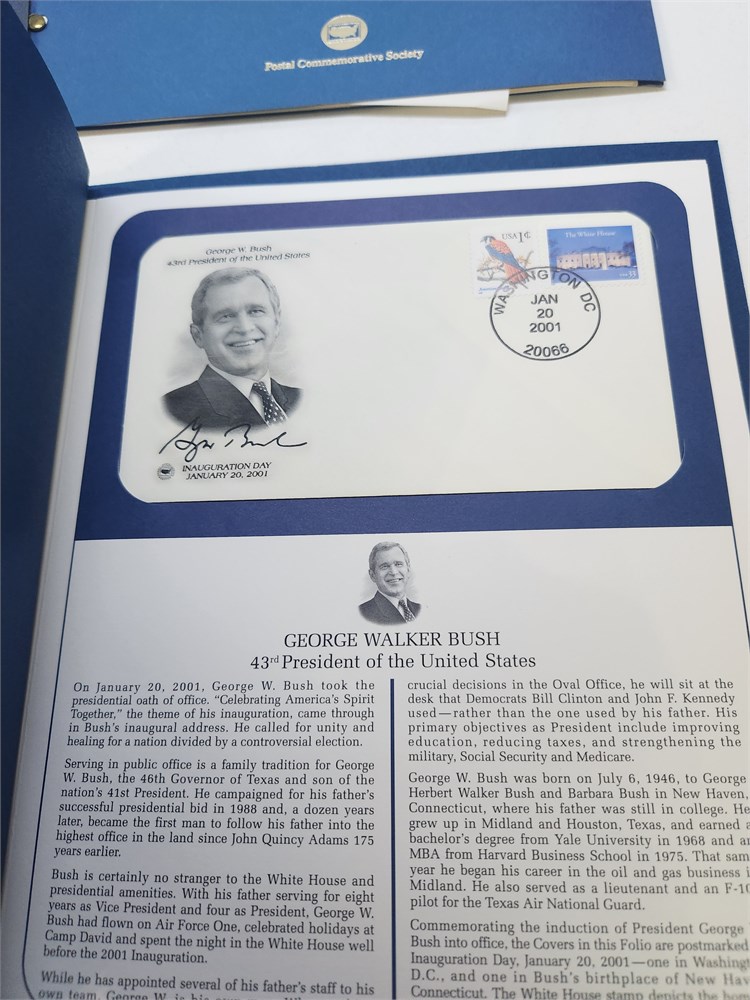 Postal Commemorative Society
George W. Bush
43rd President of the United States
USA 1¢
The White House
USA 33
WASHINGTON DC
JAN
20
2001
20066
INAUGURATION DAY
JANUARY 20, 2001
GEORGE WALKER BUSH
43rd President of the United States
On January 20, 2001, George W. Bush took the
presidential oath of office. “Celebrating America’s Spirit
Together,” the theme of his inauguration, came through
in Bush’s inaugural address. He called for unity and
healing for a nation divided by a controversial election.
Serving in public office is a family tradition for George
W. Bush, the 46th Governor of Texas and son of the
nation’s 41st President. He campaigned for his father’s
successful presidential bid in 1988 and, a dozen years
later, became the first man to follow his father into the
highest office in the land since John Quincy Adams 175
years earlier.
Bush is certainly no stranger to the White House and
presidential amenities. With his father serving for eight
years as Vice President and four as President, George W.
Bush had flown on Air Force One, celebrated holidays at
Camp David and spent the night in the White House well
before the 2001 Inauguration.
While he has appointed several of his father’s staff to his
own team, George W. is his own
crucial decisions in the Oval Office, he will sit at the
desk that Democrats Bill Clinton and John F. Kennedy
used—rather than the one used by his father. His
primary objectives as President include improving
education, reducing taxes, and strengthening the
military, Social Security and Medicare.
George W. Bush was born on July 6, 1946, to George
Herbert Walker Bush and Barbara Bush in New Haven,
Connecticut, where his father was still in college. He
grew up in Midland and Houston, Texas, and earned a
bachelor’s degree from Yale University in 1968 and an
MBA from Harvard Business School in 1975. That sam
year he began his career in the oil and gas business i
Midland. He also served as a lieutenant and an F-10
pilot for the Texas Air National Guard.
Commemorating the induction of President George
Bush into office, the Covers in this Folio are postmarked
Inauguration Day, January 20, 2001—one in Washingt
D.C., and one in Bush’s birthplace of New Hav
Connecticut. The White House stamp depicts the